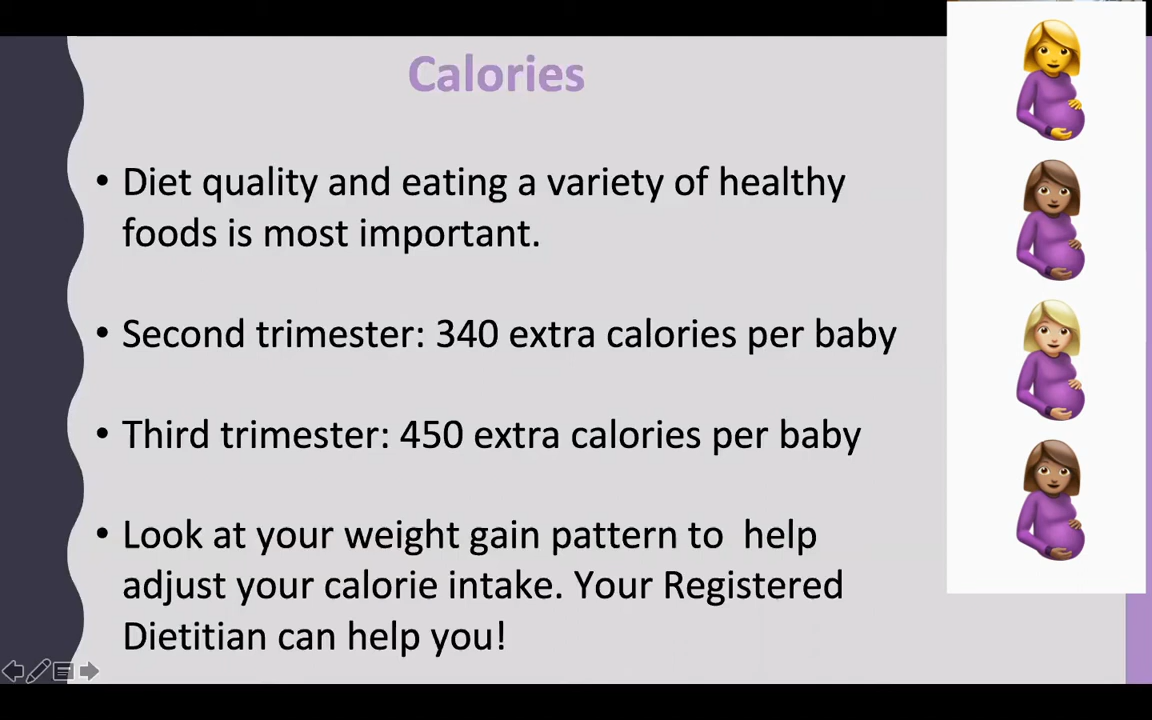 Calories
• Diet quality and eating a variety of healthy
foods is most important.
• Second trimester: 340 extra calories per baby
• Third trimester: 450 extra calories per baby
• Look at your weight gain pattern to  help
adjust your calorie intake. Your Registered
Dietitian can help you!